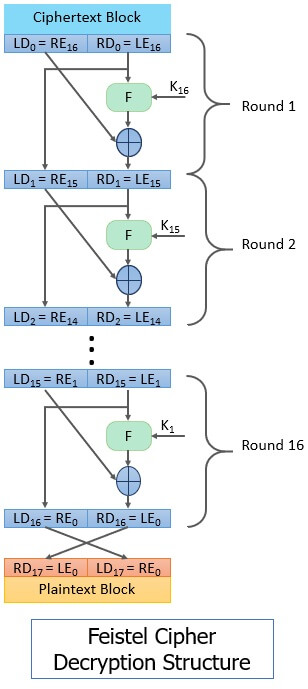 Ciphertext Block
LD₀ = RE₁₆ RD₀ = LE₁₆
F
K₁₆
Round 1
LD₁ = RE₁₅ RD₁ = LE₁₅
F
K₁₅
Round 2
LD₂ = RE₁₄ RD₂ = LE₁₄
LD₁₅ = RE₁ RD₁₅ = LE₁
F
K₁
Round 16
LD₁₆ = RE₀ RD₁₆ = LE₀
RD₁₇ = LE₀ LD₁₇ = RE₀
Plaintext Block
Feistel Cipher
Decryption Structure